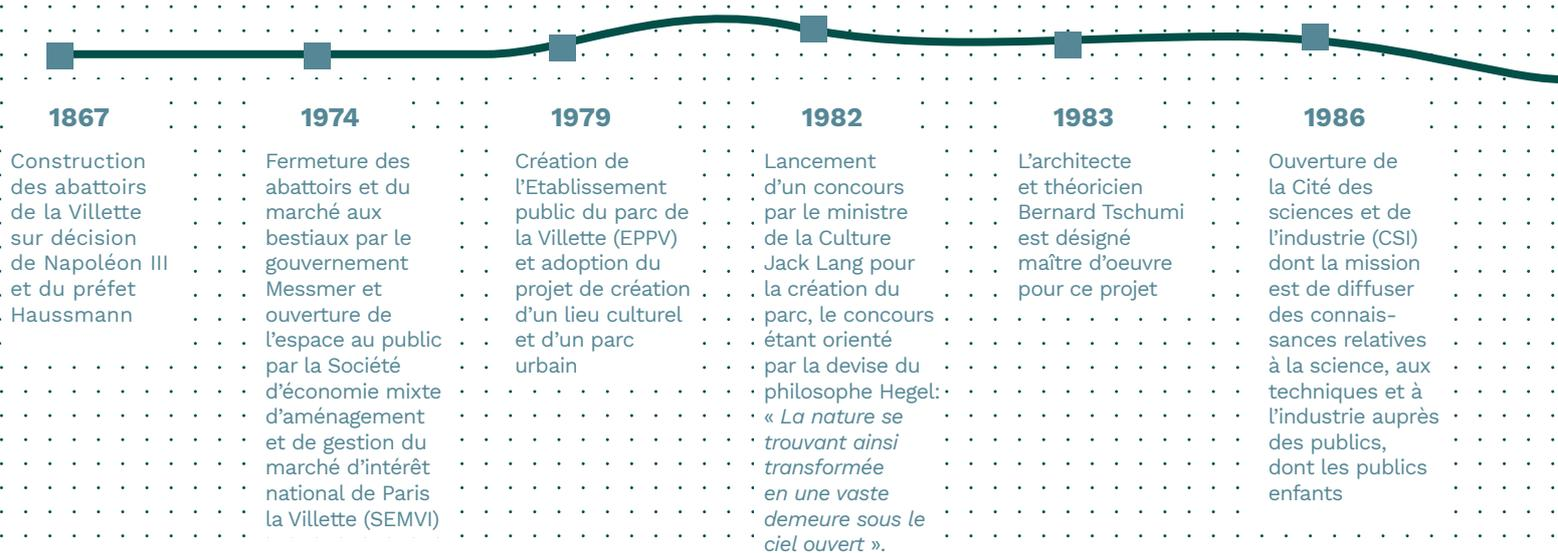 1867
Construction
des abattoirs
de la Villette
sur décision
de Napoléon III
et du préfet
Haussmann
1974
Fermeture des
abattoirs et du
marché aux
bestiaux par le
gouvernement
Messmer et
ouverture de
l’espace au public
par la Société
d’économie mixte
d’aménagement
et de gestion du
marché d’intérêt
national de Paris
la Villette (SEMVI)
1979
Création de
l’Etablissement
public du parc de
la Villette (EPPV)
et adoption du
projet de création
d’un lieu culturel
et d’un parc
urbain
1982
Lancement
d’un concours
par le ministre
de la Culture
Jack Lang pour
la création du
parc, le concours
étant orienté
par la devise du
philosophe Hegel:
« La nature se
trouvant ainsi
transformée
en une vaste
demeure sous le
ciel ouvert ».
1983
L’architecte
et théoricien
Bernard Tschumi
est désigné
maître d’oeuvre
pour ce projet
1986
Ouverture de
la Cité des
sciences et de
l’industrie (CSI)
dont la mission
est de diffuser
des connais-
sances relatives
à la science, aux
techniques et à
l’industrie auprès
des publics,
dont les publics
enfants